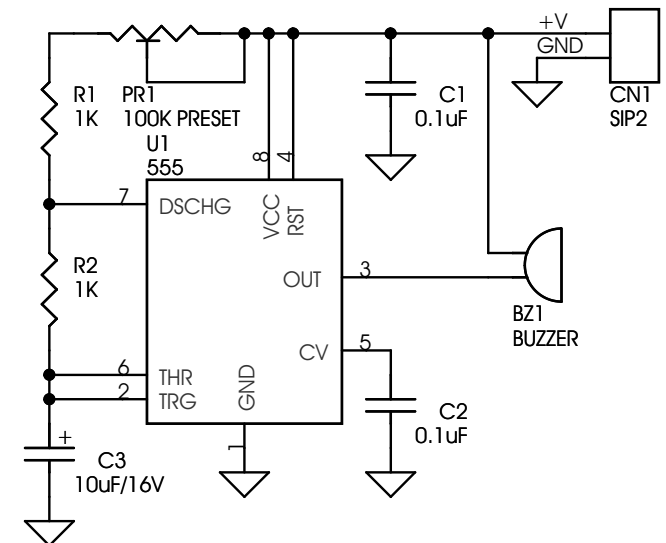 +V
GND
CN1
SIP2
R1
1K
PR1
100K PRESET
U1
555
C1
0.1uF
8
4
7
DSCHG
VCC
RST
R2
1K
OUT
3
BZ1
BUZZER
CV
5
6
THR
2
TRG
GND
1
C2
0.1uF
+
C3
10uF/16V